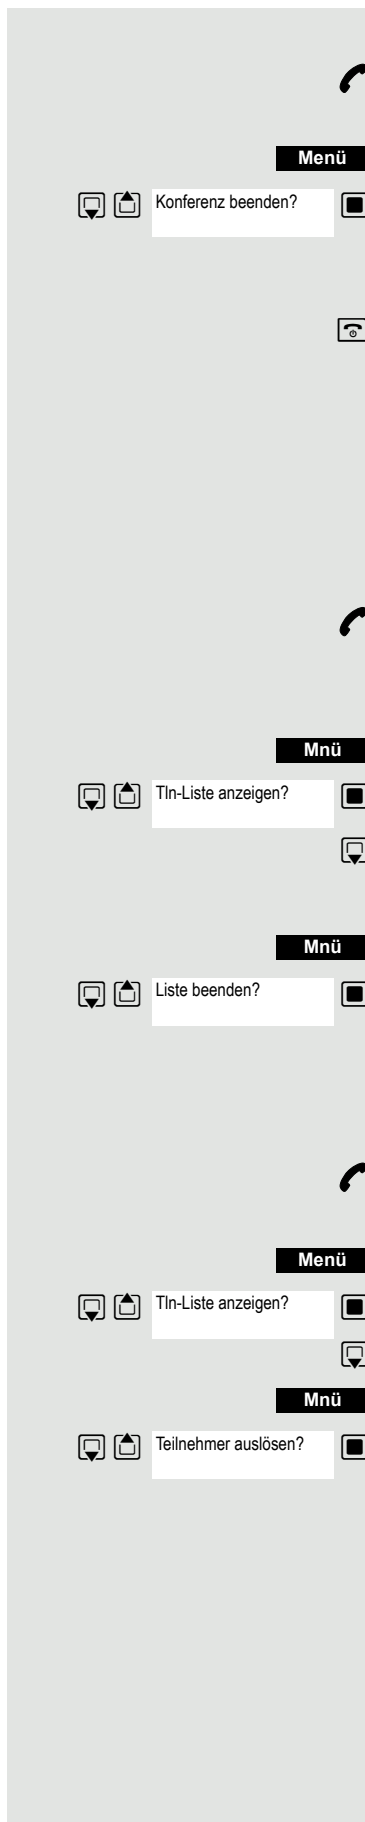 Menü
Konferenz beenden?
Mnü
Tln-Liste anzeigen?
Mnü
Liste beenden?
Menü
Tln-Liste anzeigen?
Mnü
Teilnehmer auslösen?